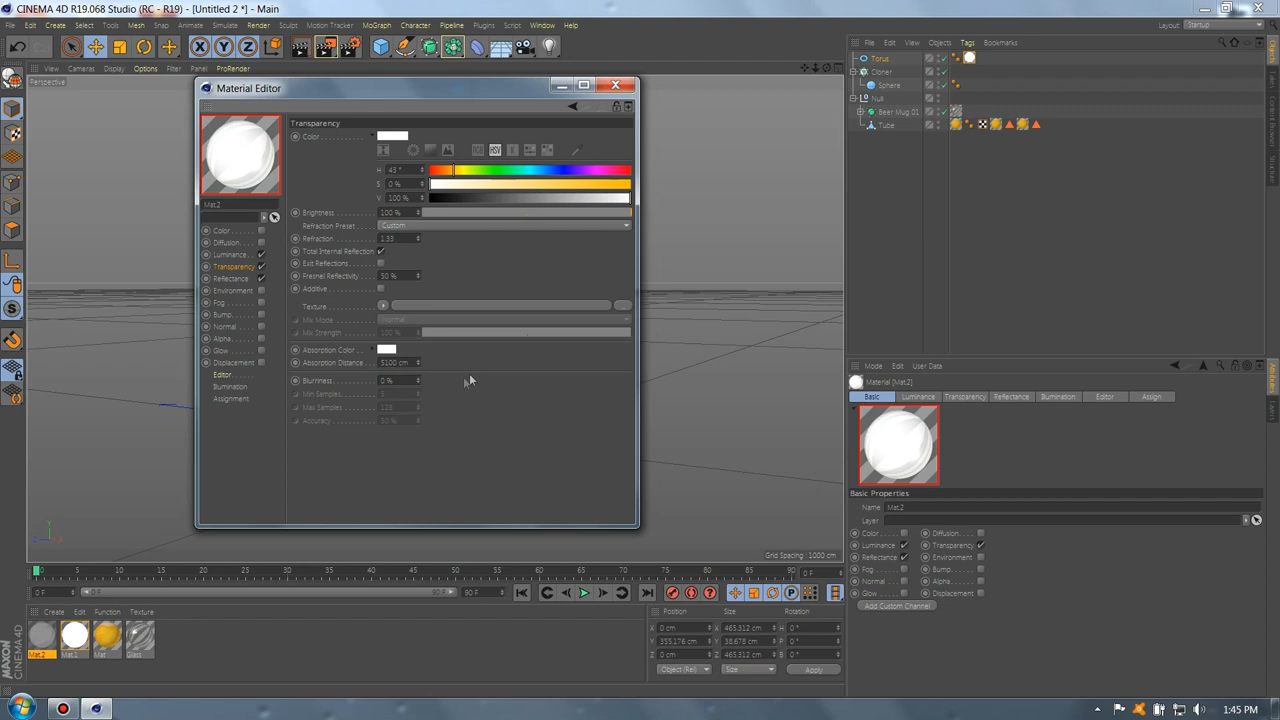 CINEMA 4D R19.068 Studio (RC - R19) - [Untitled 2 *] - Main
File Edit Create Select Tools Mesh Snap Animate Simulate Render Sculpt Motion Tracker MoGraph Character Pipeline Plugins Script Window Help
Layout: Startup
View Cameras Display Options Filter Panel ProRender
File Edit View Objects Tags Bookmarks
Perspective
Torus
Cloner
Sphere
Null
Beer Mug 01
Tube
Material Editor
Transparency
Color
H 43 °
S 0 %
V 100 %
Mat.2
Brightness 100 %
Refraction Preset Custom
Refraction 1.33
Total Internal Reflection
Exit Reflections
Fresnel Reflectivity 50 %
Additive
Texture
Mix Mode Normal
Mix Strength 100 %
Absorption Color
Absorption Distance 5100 cm
Blurriness 0 %
Min Samples 5
Max Samples 128
Accuracy 50 %
Color
Diffusion
Luminance
Transparency
Reflectance
Environment
Fog
Bump
Normal
Alpha
Glow
Displacement
Editor
Illumination
Assignment
Mode Edit User Data
Material [Mat.2]
Basic Luminance Transparency Reflectance Illumination Editor Assign
Basic Properties
Name Mat.2
Layer
Color Diffusion
Luminance Transparency
Reflectance Environment
Fog Bump
Normal Alpha
Glow Displacement
Add Custom Channel
Grid Spacing : 1000 cm
0 5 10 15 20 25 30 35 40 45 50 55 60 65 70 75 80 85 90 0 F
0 F 0 F 90 F 90 F
Create Edit Function Texture
Mat.2 Mat.1 Mat Glass
Position Size Rotation
X 0 cm X 465.312 cm H 0 °
Y 355.176 cm Y 38.678 cm P 0 °
Z 0 cm Z 465.312 cm B 0 °
Object (Rel) Size Apply
MAXON CINEMA 4D
1:45 PM